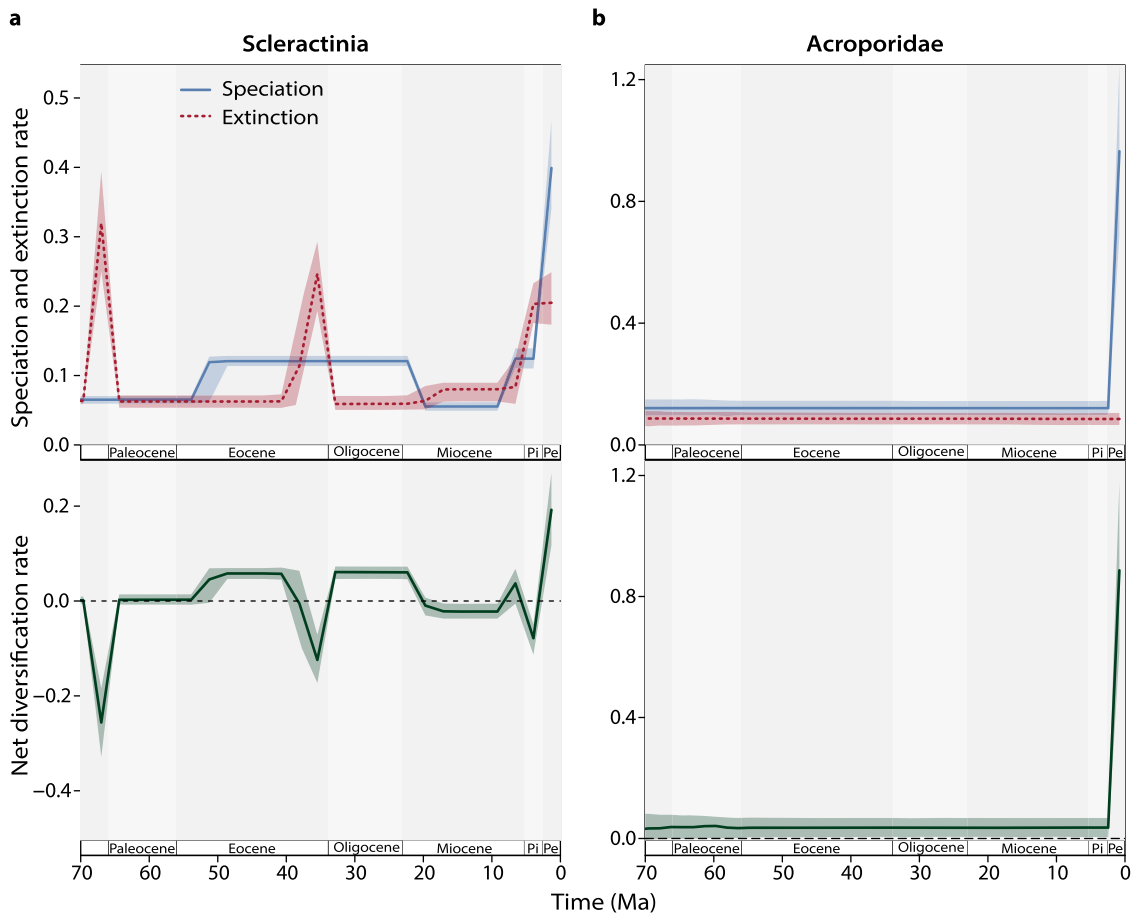 a
b
Scleractinia
Acroporidae
Speciation and extinction rate
Speciation
Extinction
0.5
0.4
0.3
0.2
0.1
0.0
1.2
0.8
0.4
0.0
Paleocene Eocene Oligocene Miocene Pi Pe
Paleocene Eocene Oligocene Miocene Pi Pe
Net diversification rate
0.2
0.0
−0.2
−0.4
1.2
0.8
0.4
0.0
Paleocene Eocene Oligocene Miocene Pi Pe
Paleocene Eocene Oligocene Miocene Pi Pe
70 60 50 40 30 20 10 0
70 60 50 40 30 20 10 0
Time (Ma)